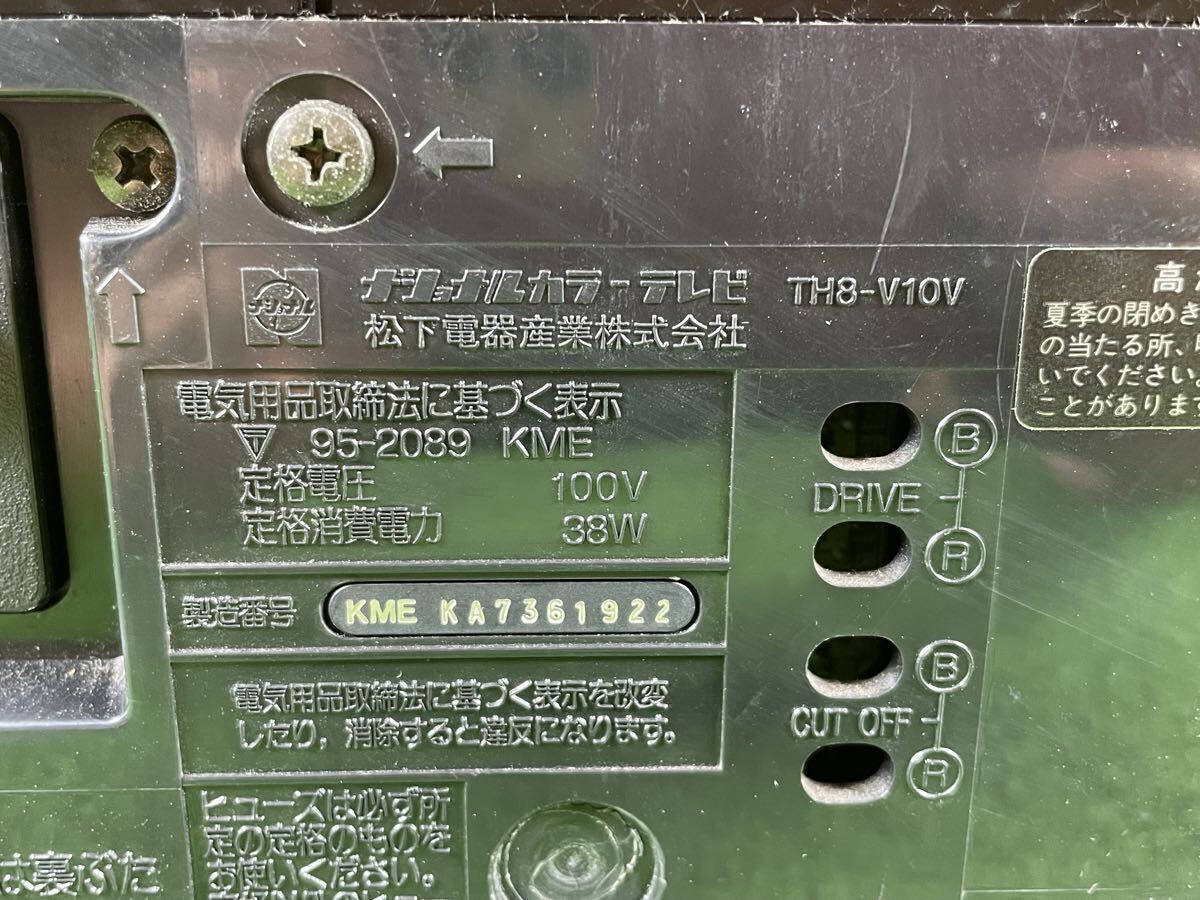 ナショナル
ナショナルカラーテレビ TH8-V10V
松下電器産業株式会社
電気用品取締法に基づく表示
〒 95-2089 KME
定格電圧 100V
定格消費電力 38W
製造番号 KME KA7361922
電気用品取締法に基づく表示を改変
したり，消除すると違反になります。
ヒューズは必ず所
定の定格のものを
お使いください。
は裏ぶた
B
DRIVE
R
B
CUT OFF
R
高
夏季の閉めき
の当たる所、
いでください。
ことがありま